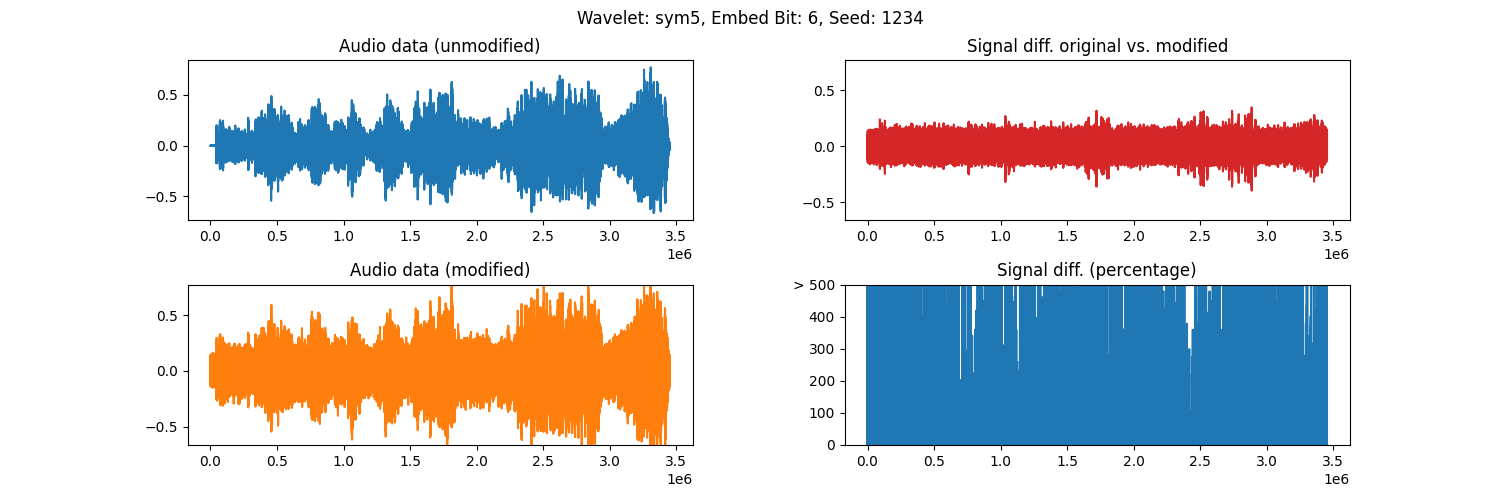 Wavelet: sym5, Embed Bit: 6, Seed: 1234
Audio data (unmodified)
0.5
0.0
−0.5
0.0 0.5 1.0 1.5 2.0 2.5 3.0 3.5
1e6
Signal diff. original vs. modified
0.5
0.0
−0.5
0.0 0.5 1.0 1.5 2.0 2.5 3.0 3.5
1e6
Audio data (modified)
0.5
0.0
−0.5
0.0 0.5 1.0 1.5 2.0 2.5 3.0 3.5
1e6
Signal diff. (percentage)
> 500
400
300
200
100
0
0.0 0.5 1.0 1.5 2.0 2.5 3.0 3.5
1e6